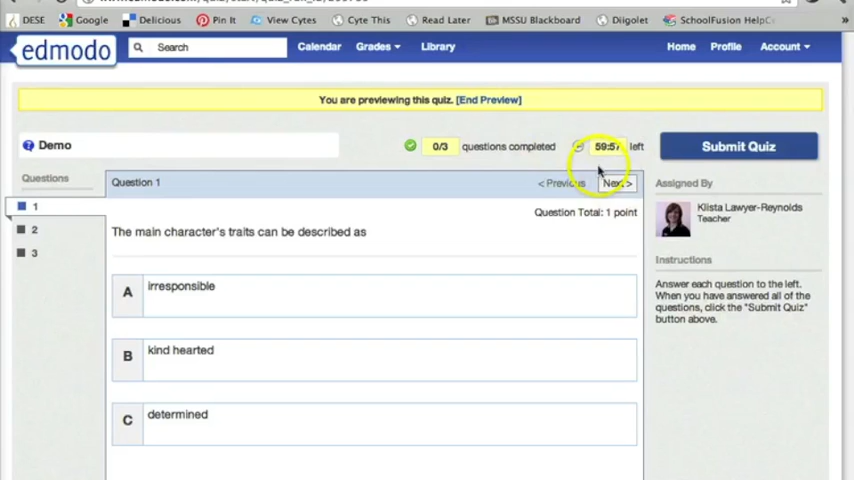 DESE Google Delicious Pin It View Cytes Cyte This Read Later MSSU Blackboard Diigolet SchoolFusion HelpC »
edmodo Search Calendar Grades Library Home Profile Account
You are previewing this quiz. [End Preview]
Demo 0/3 questions completed 59:57 left Submit Quiz
Questions
Question 1 < Previous Next > Assigned By
1
Question Total: 1 point
Klista Lawyer-Reynolds
Teacher
2
The main character's traits can be described as
3
Instructions
Answer each question to the left.
When you have answered all of the
questions, click the "Submit Quiz"
button above.
A irresponsible
B kind hearted
C determined